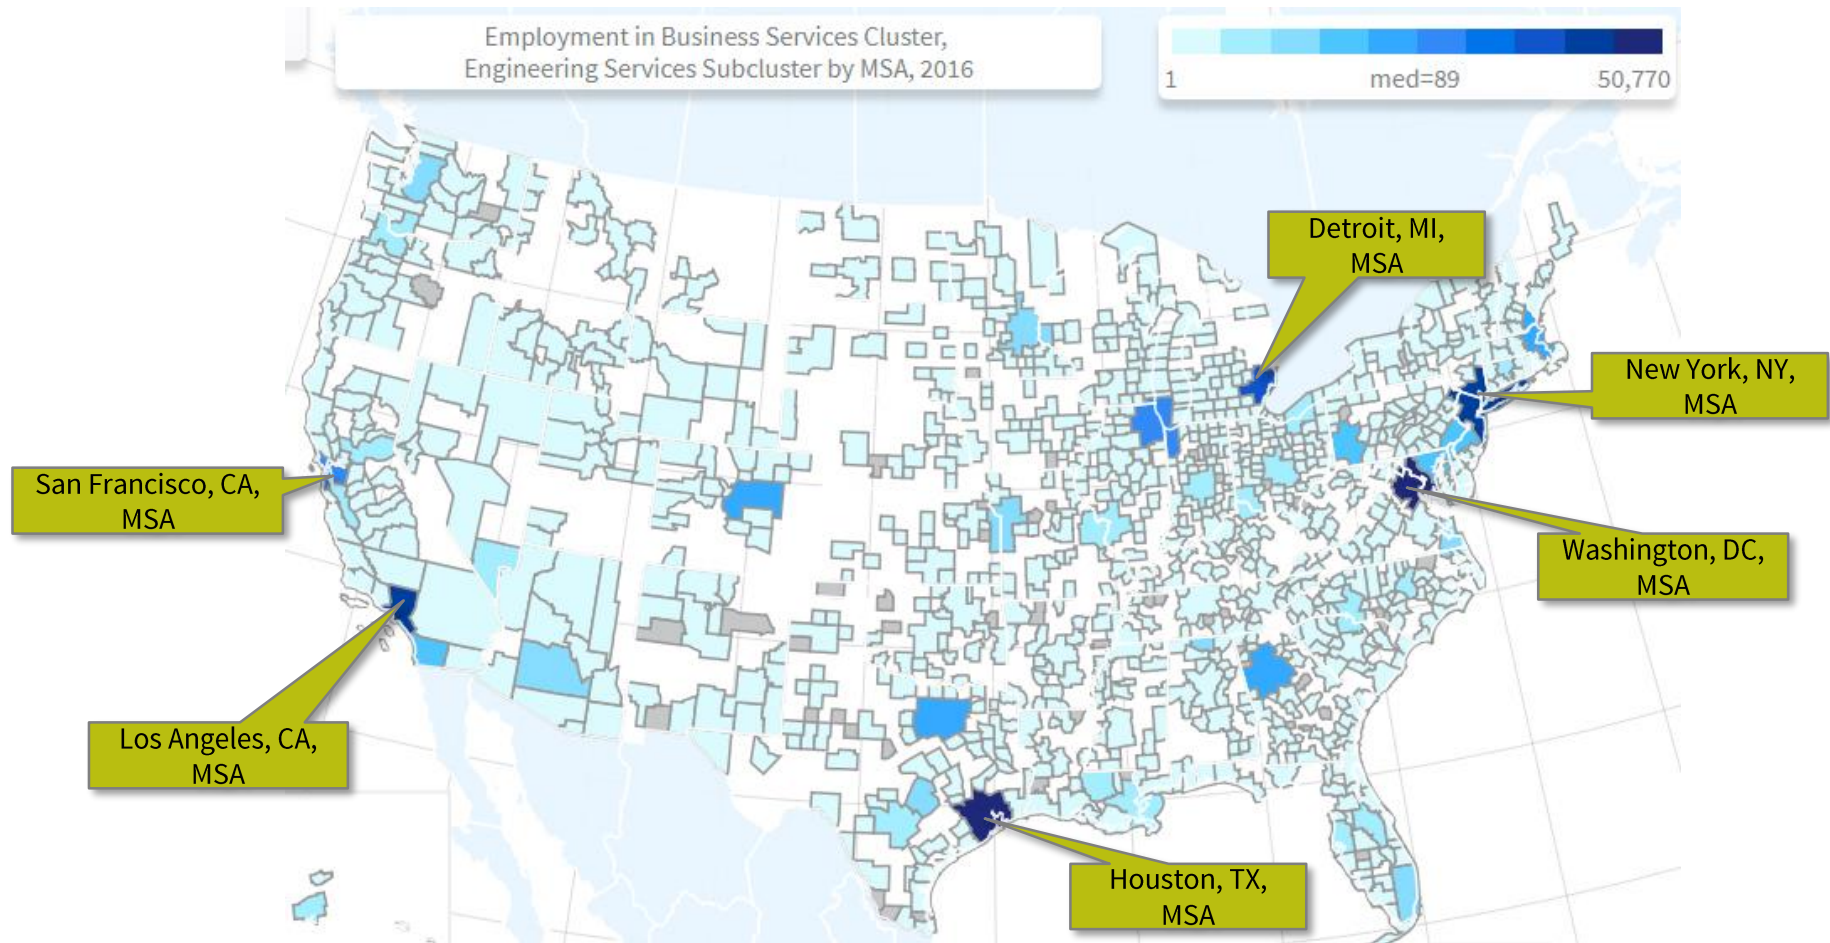 Employment in Business Services Cluster,
Engineering Services Subcluster by MSA, 2016
1
med=89
50,770
Detroit, MI,
MSA
New York, NY,
MSA
San Francisco, CA,
MSA
Washington, DC,
MSA
Los Angeles, CA,
MSA
Houston, TX,
MSA